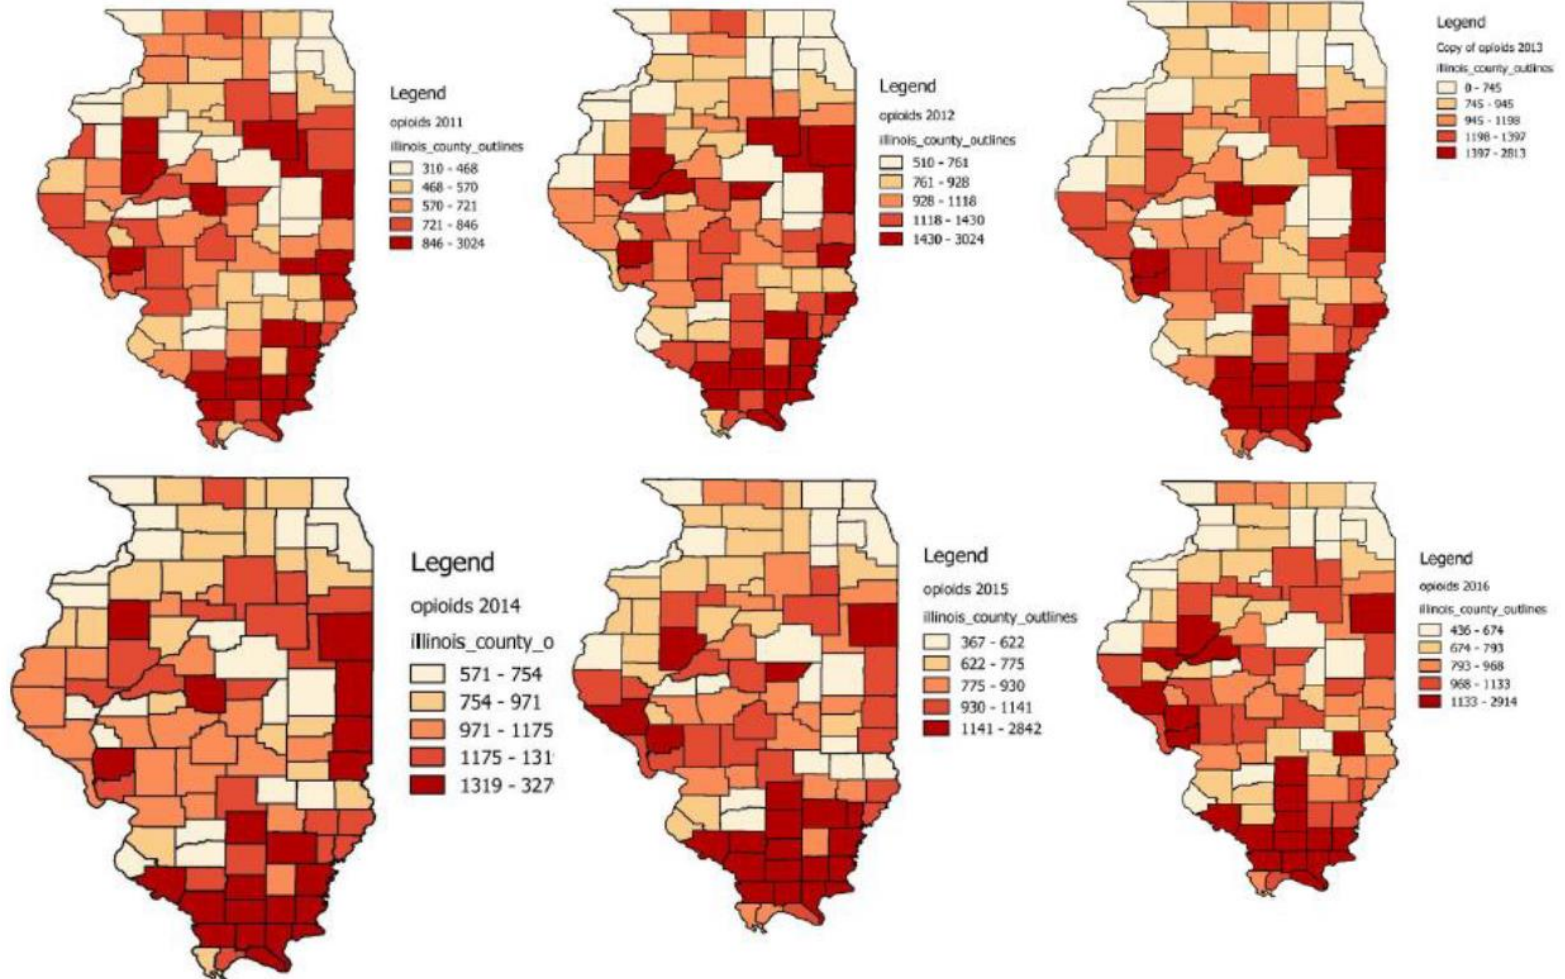 Legend
opioids 2011
illinois_county_outlines
310 - 468
468 - 570
570 - 721
721 - 846
846 - 3024
Legend
opioids 2012
illinois_county_outlines
510 - 761
761 - 928
928 - 1118
1118 - 1430
1430 - 3024
Legend
Copy of opioids 2013
illinois_county_outlines
0 - 745
745 - 945
945 - 1198
1198 - 1397
1397 - 2813
Legend
opioids 2014
illinois_county_o
571 - 754
754 - 971
971 - 1175
1175 - 131
1319 - 327
Legend
opioids 2015
illinois_county_outlines
367 - 622
622 - 775
775 - 930
930 - 1141
1141 - 2842
Legend
opioids 2016
illinois_county_outlines
436 - 674
674 - 793
793 - 968
968 - 1133
1133 - 2914